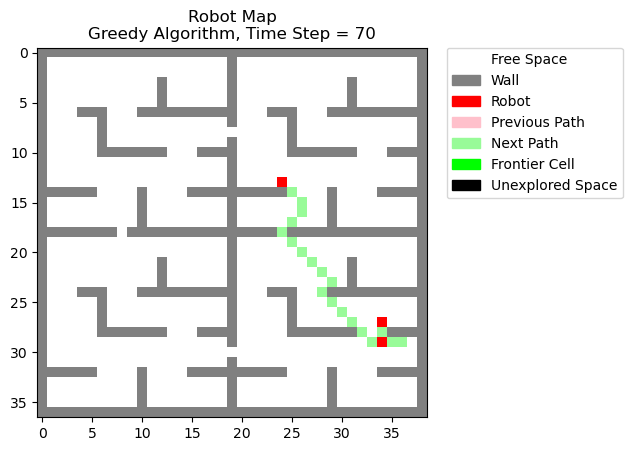 Robot Map
Greedy Algorithm, Time Step = 70
0
5
10
15
20
25
30
35
0
5
10
15
20
25
30
35
Free Space
Wall
Robot
Previous Path
Next Path
Frontier Cell
Unexplored Space